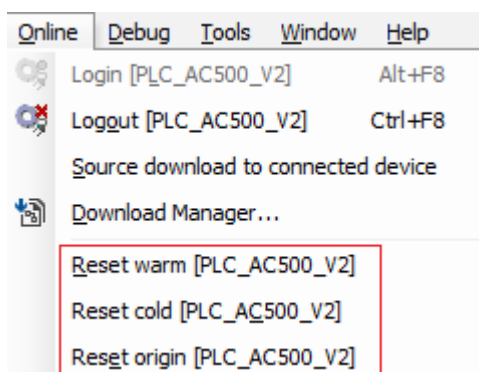 Online Debug Tools Window Help
Login [PLC_AC500_V2] Alt+F8
Logout [PLC_AC500_V2] Ctrl+F8
Source download to connected device
Download Manager...
Reset warm [PLC_AC500_V2]
Reset cold [PLC_AC500_V2]
Reset origin [PLC_AC500_V2]